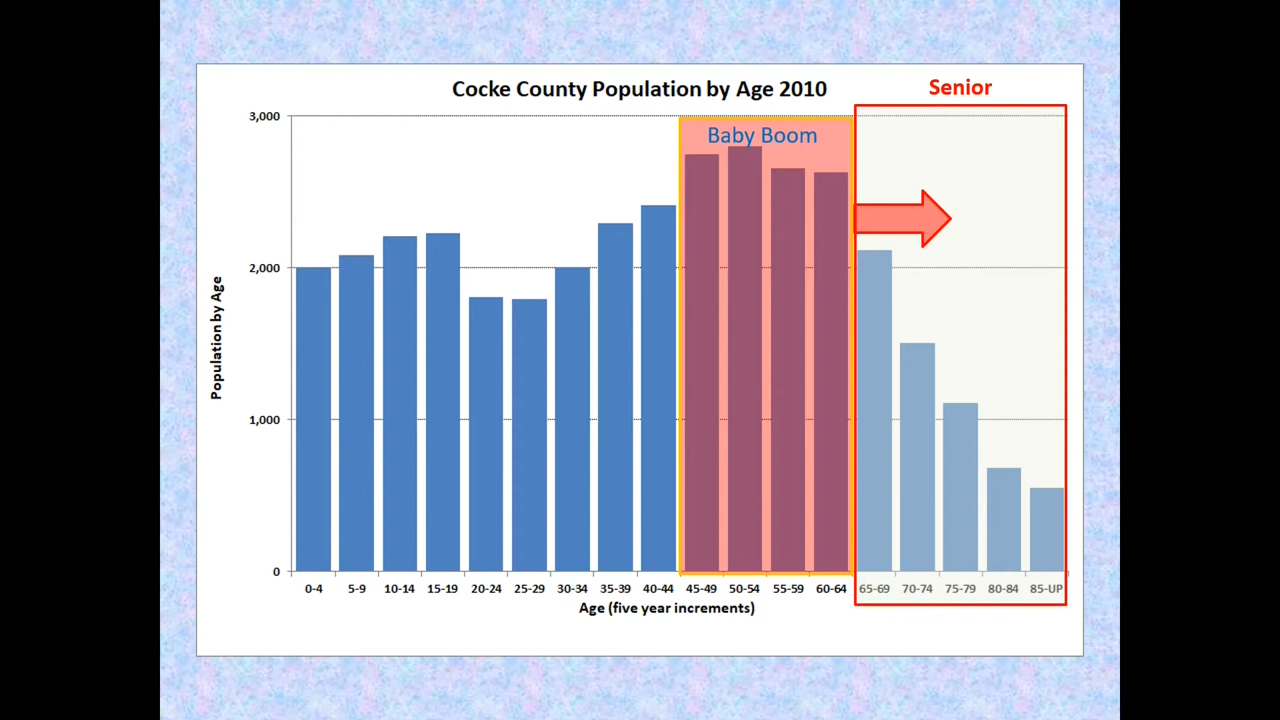 Cocke County Population by Age 2010
Senior
Baby Boom
3,000
2,000
1,000
0
Population by Age
0-4 5-9 10-14 15-19 20-24 25-29 30-34 35-39 40-44 45-49 50-54 55-59 60-64 65-69 70-74 75-79 80-84 85-UP
Age (five year increments)